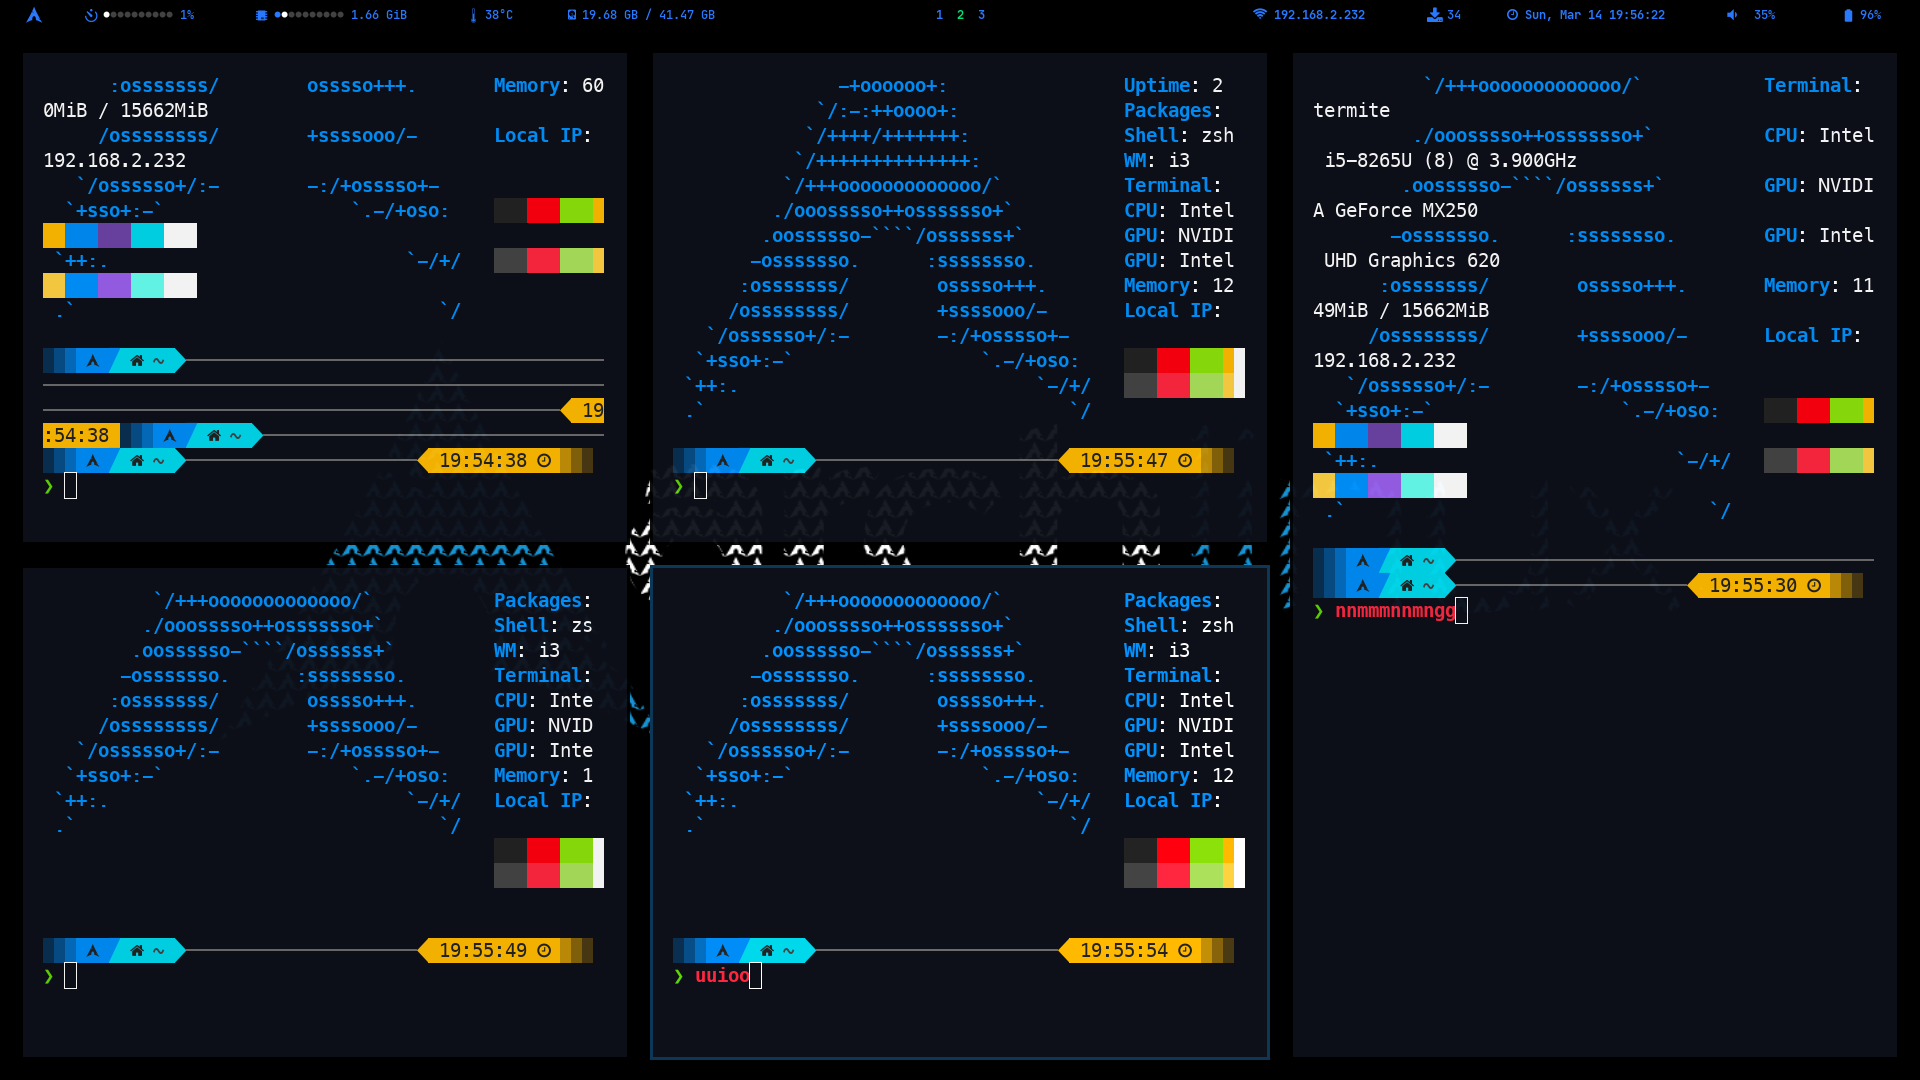 1% 1.66 GiB 38°C 19.68 GB / 41.47 GB 1 2 3 192.168.2.232 34 Sun, Mar 14 19:56:22 35% 96%
:osssssss/ osssso+++. Memory: 60
0MiB / 15662MiB
/ossssssss/ +ssssooo/- Local IP:
192.168.2.232
`/ossssso+/:- -:/+osssso+-
`+sso+:-` `.-/+oso:
`++:. `-/+/
.` `/
~
19
:54:38 ~
~ 19:54:38
❯
-+oooooo+: Uptime: 2
`/:-:++oooo+: Packages:
`/++++/+++++++: Shell: zsh
`/++++++++++++++: WM: i3
`/+++ooooooooooooo/` Terminal:
./ooosssso++osssssso+` CPU: Intel
.oossssso-````/ossssss+` GPU: NVIDI
-osssssso. :ssssssso. GPU: Intel
:osssssss/ osssso+++. Memory: 12
/ossssssss/ +ssssooo/- Local IP:
`/ossssso+/:- -:/+osssso+-
`+sso+:-` `.-/+oso:
`++:. `-/+/
.` `/
~ 19:55:47
❯
`/+++ooooooooooooo/` Terminal:
termite
./ooosssso++osssssso+` CPU: Intel
i5-8265U (8) @ 3.900GHz
.oossssso-````/ossssss+` GPU: NVIDI
A GeForce MX250
-osssssso. :ssssssso. GPU: Intel
UHD Graphics 620
:osssssss/ osssso+++. Memory: 11
49MiB / 15662MiB
/ossssssss/ +ssssooo/- Local IP:
192.168.2.232
`/ossssso+/:- -:/+osssso+-
`+sso+:-` `.-/+oso:
`++:. `-/+/
.` `/
~
~ 19:55:30
❯ nnmmmnnmngg
`/+++ooooooooooooo/` Packages:
./ooosssso++osssssso+` Shell: zs
.oossssso-````/ossssss+` WM: i3
-osssssso. :ssssssso. Terminal:
:osssssss/ osssso+++. CPU: Inte
/ossssssss/ +ssssooo/- GPU: NVID
`/ossssso+/:- -:/+osssso+- GPU: Inte
`+sso+:-` `.-/+oso: Memory: 1
`++:. `-/+/ Local IP:
.` `/
~ 19:55:49
❯
`/+++ooooooooooooo/` Packages:
./ooosssso++osssssso+` Shell: zsh
.oossssso-````/ossssss+` WM: i3
-osssssso. :ssssssso. Terminal:
:osssssss/ osssso+++. CPU: Intel
/ossssssss/ +ssssooo/- GPU: NVIDI
`/ossssso+/:- -:/+osssso+- GPU: Intel
`+sso+:-` `.-/+oso: Memory: 12
`++:. `-/+/ Local IP:
.` `/
~ 19:55:54
❯ uuioo